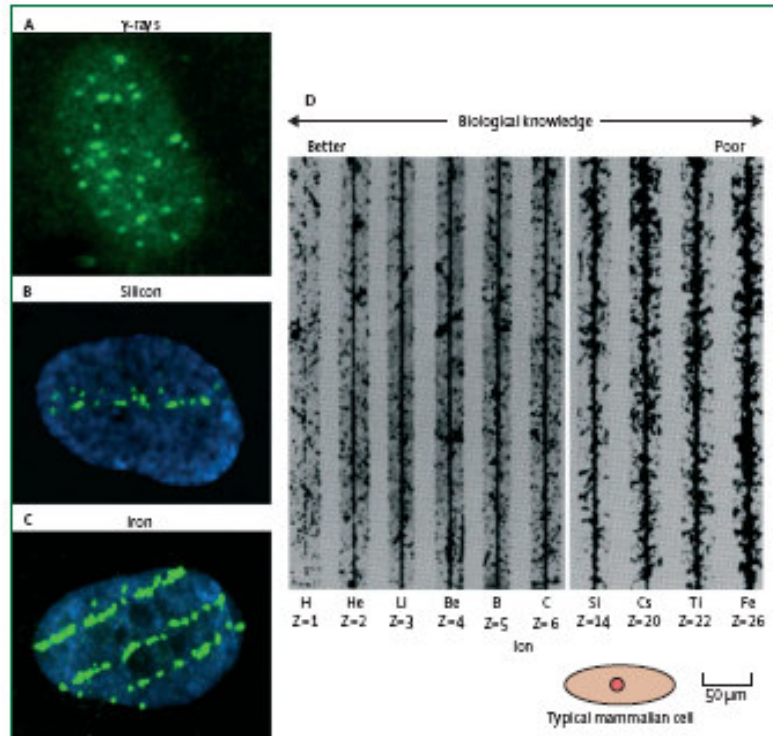 A
γ-rays
B
Silicon
C
Iron
D
Biological knowledge
Better
Poor
H He Li Be B C Si Cs Ti Fe
Z=1 Z=2 Z=3 Z=4 Z=5 Z=6 Z=14 Z=20 Z=22 Z=26
Ion
50 μm
Typical mammalian cell